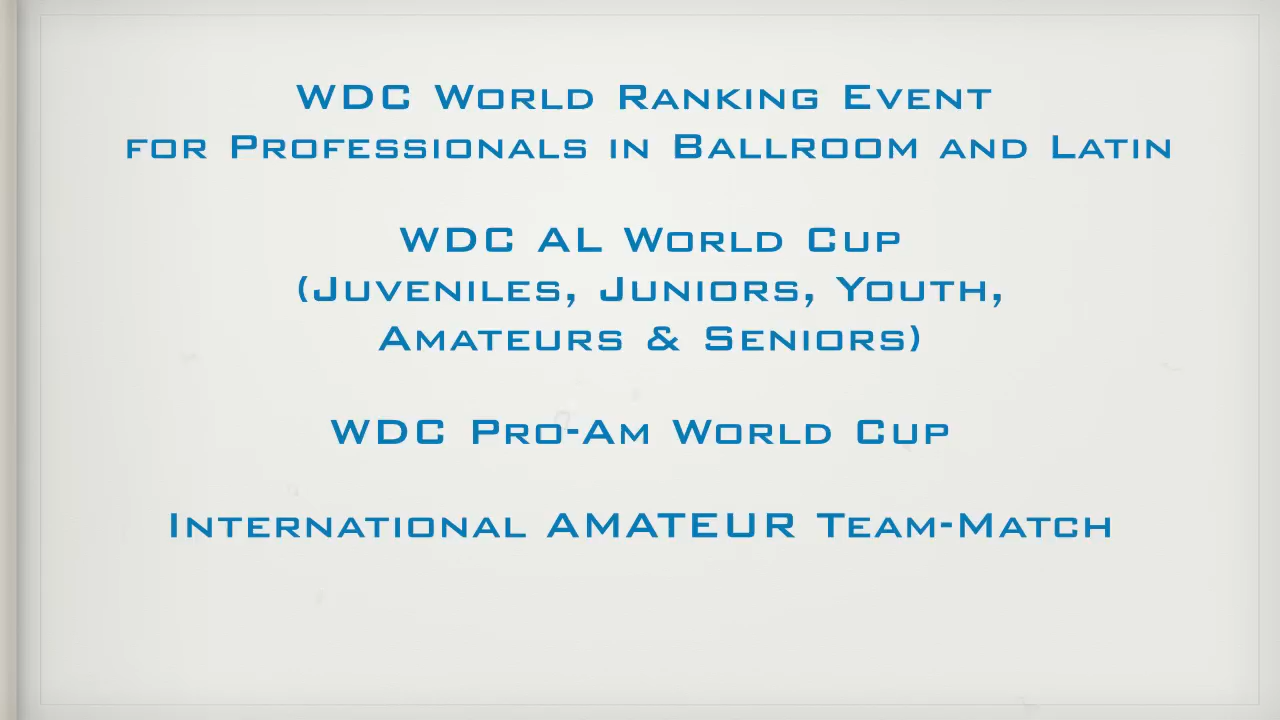 WDC World Ranking Event
for Professionals in Ballroom and Latin
WDC AL World Cup
(Juveniles, Juniors, Youth,
Amateurs & Seniors)
WDC Pro-Am World Cup
International AMATEUR Team-Match